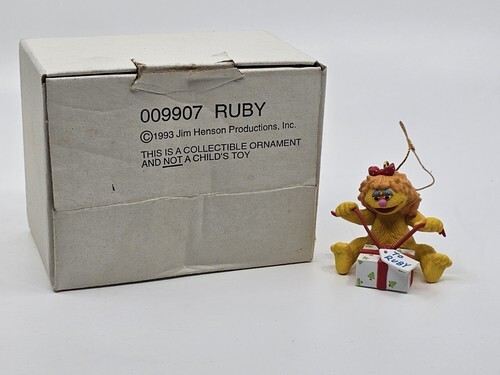 009907 RUBY
©1993 Jim Henson Productions, Inc.
THIS IS A COLLECTIBLE ORNAMENT
AND NOT A CHILD'S TOY
TO
RUBY